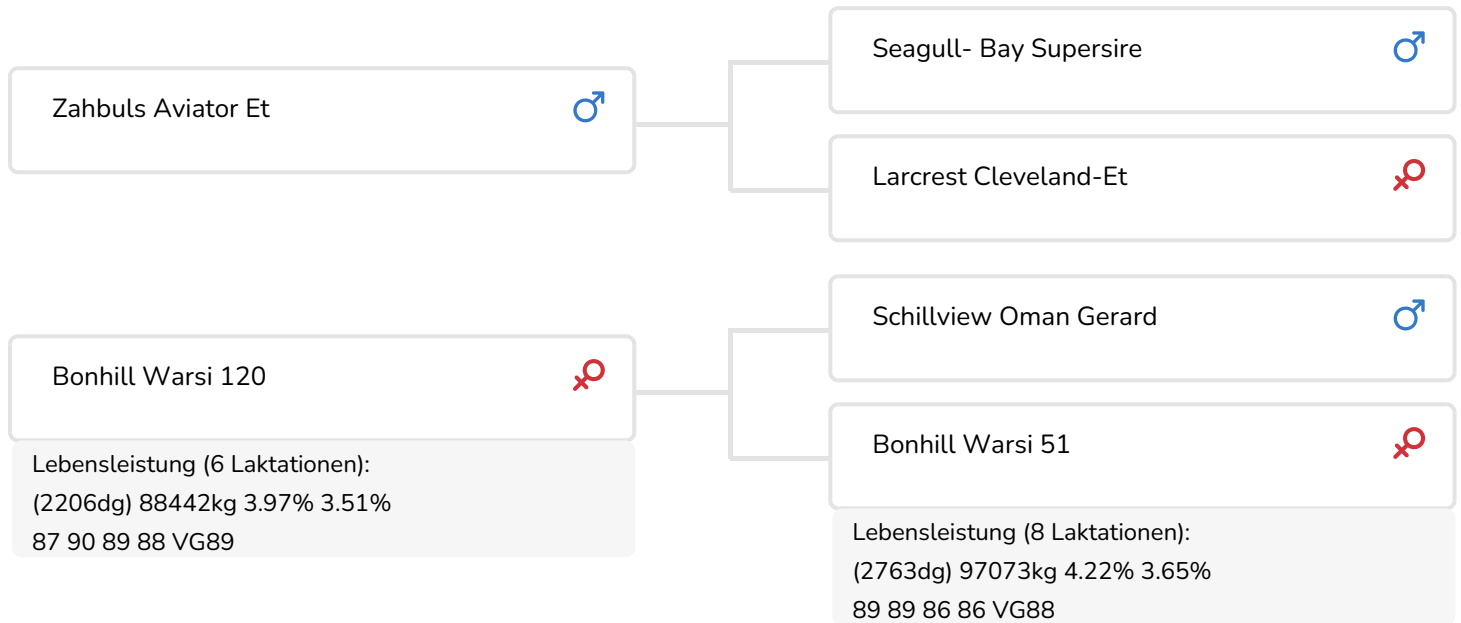 Zahbuls Aviator Et
Seagull- Bay Supersire
Larcrest Cleveland-Et
Bonhill Warsi 120
Lebensleistung (6 Laktationen):
(2206dg) 88442kg 3.97% 3.51%
87 90 89 88 VG89
Schillview Oman Gerard
Bonhill Warsi 51
Lebensleistung (8 Laktationen):
(2763dg) 97073kg 4.22% 3.65%
89 89 86 86 VG88